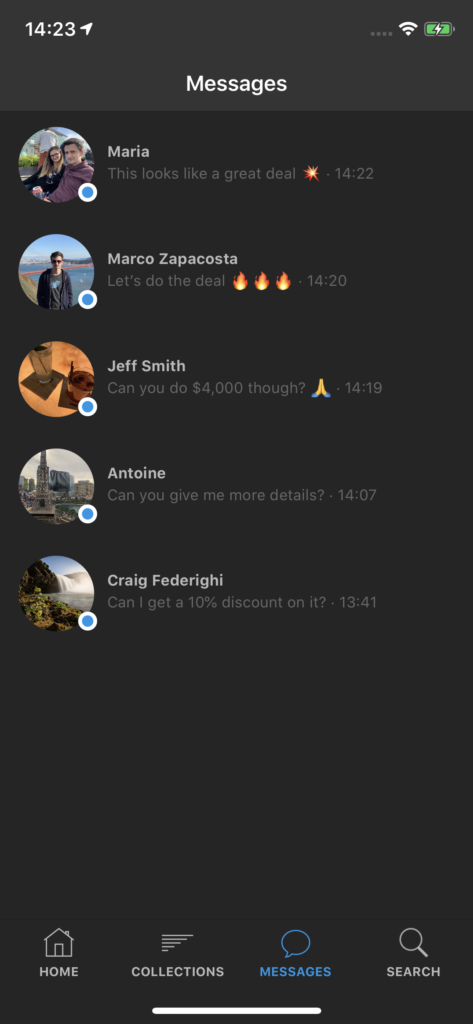 14:23
Messages
Maria
This looks like a great deal 💥 · 14:22
Marco Zapacosta
Let's do the deal 🔥🔥🔥 · 14:20
Jeff Smith
Can you do $4,000 though? 🙏 · 14:19
Antoine
Can you give me more details? · 14:07
Craig Federighi
Can I get a 10% discount on it? · 13:41
HOME COLLECTIONS MESSAGES SEARCH